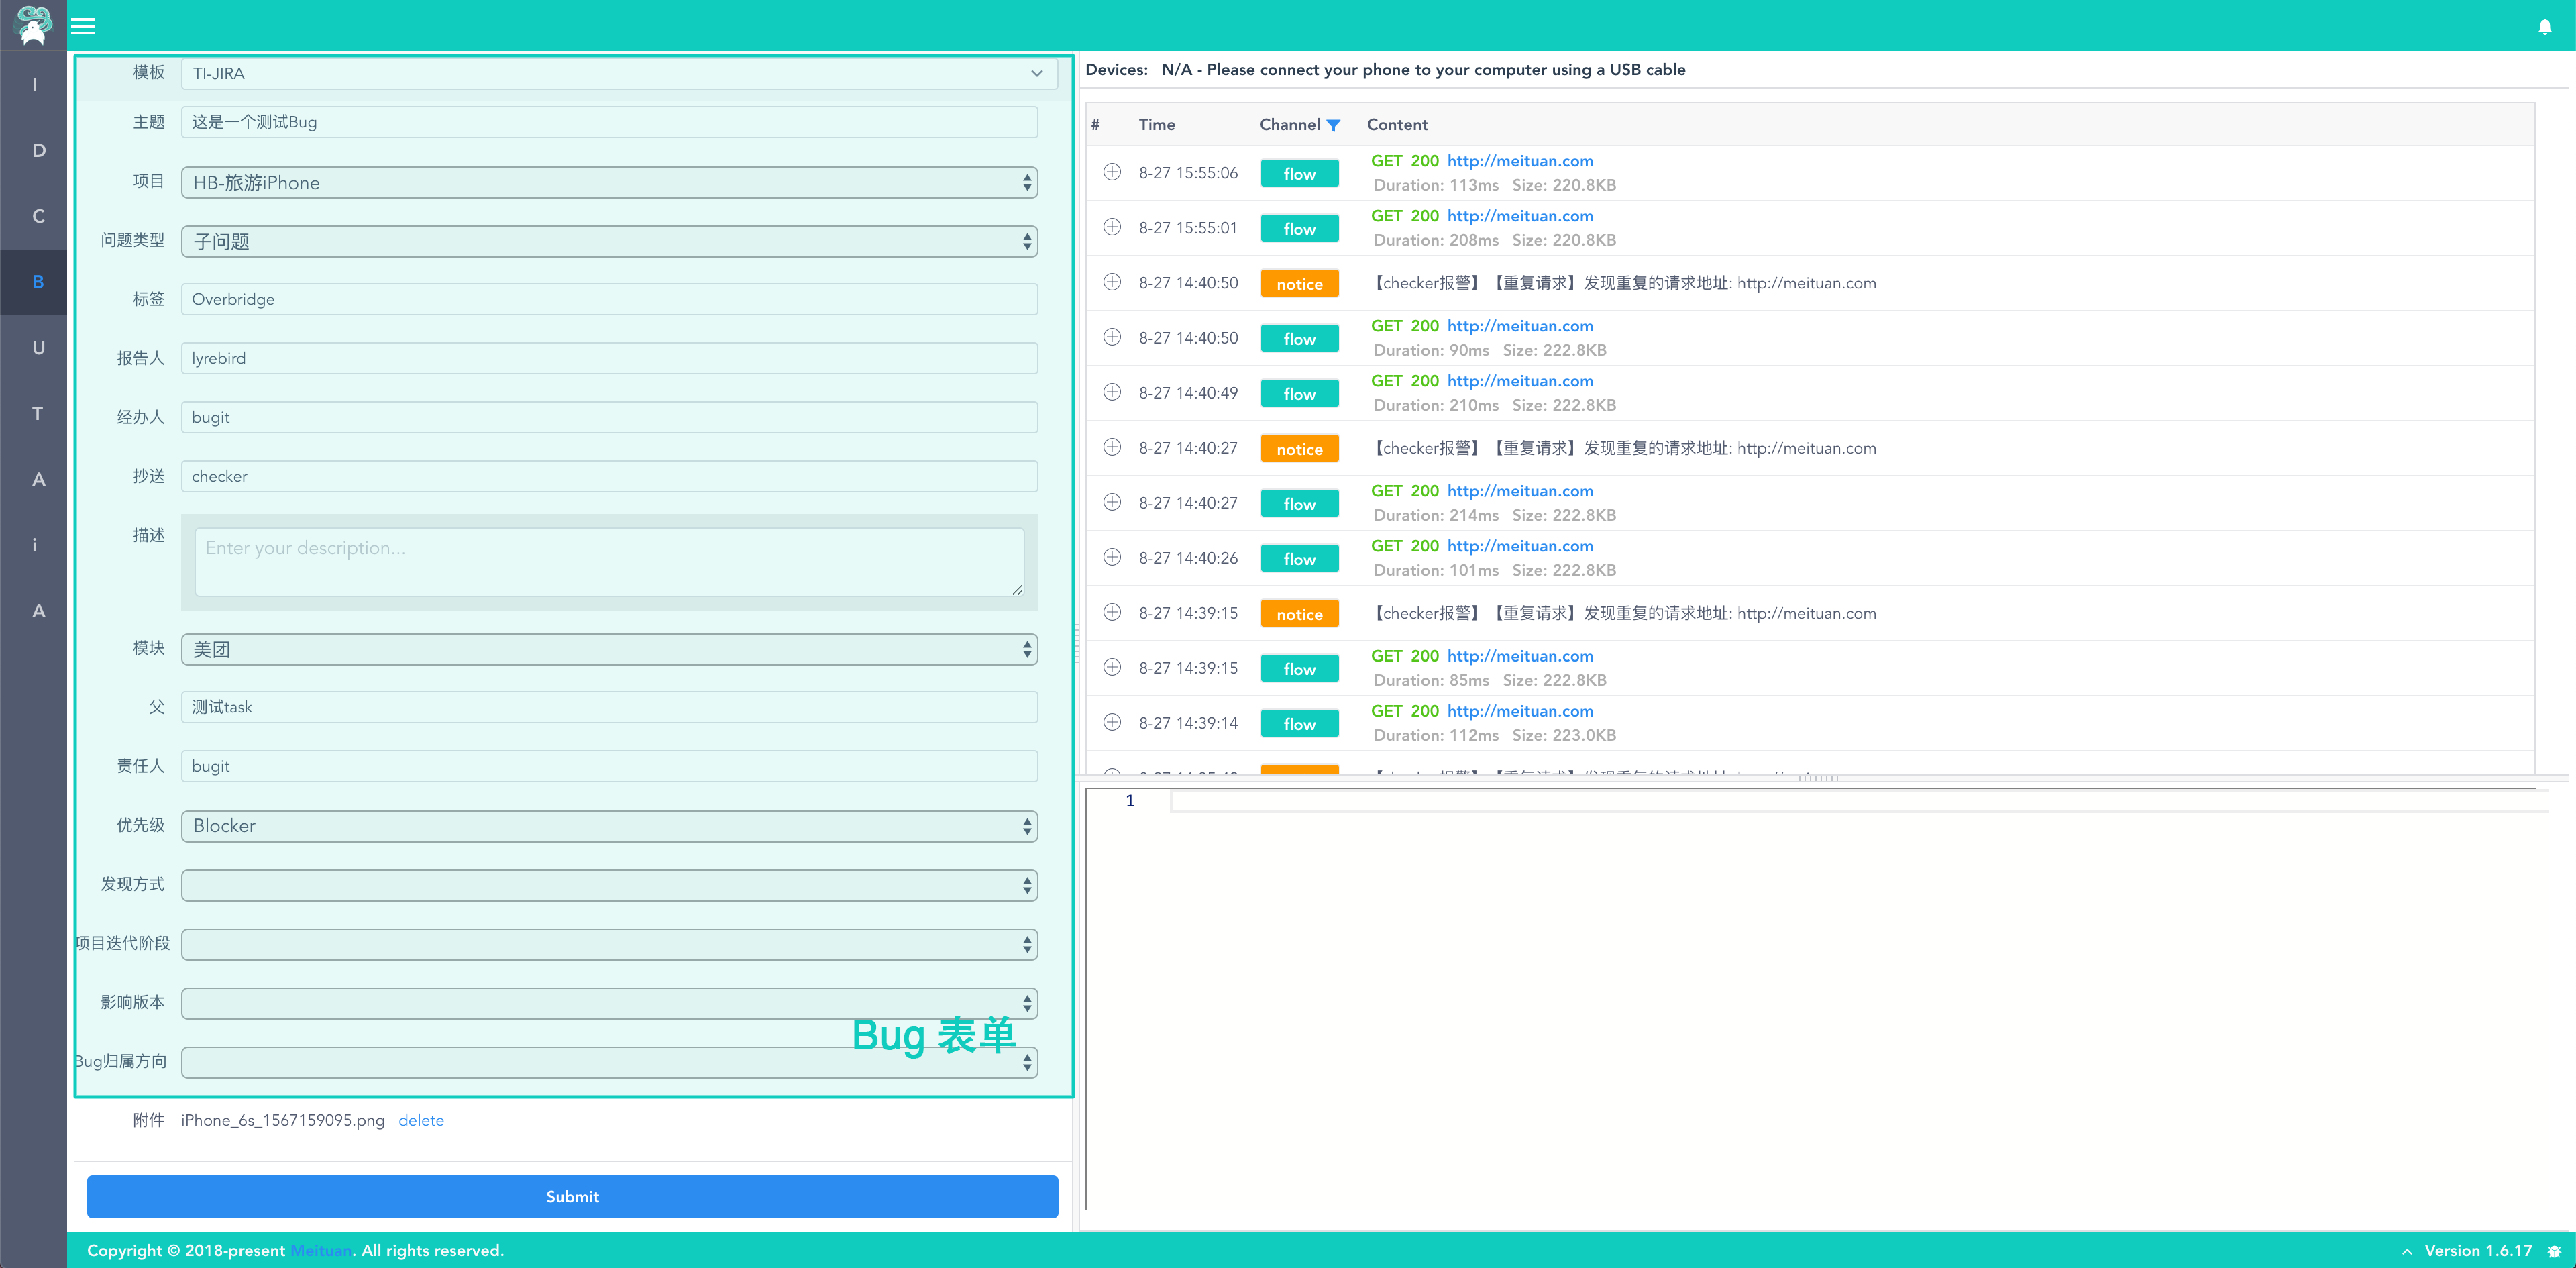 I
D
C
B
U
T
A
i
A
模板 TI-JIRA
主题 这是一个测试Bug
项目 HB-旅游iPhone
问题类型 子问题
标签 Overbridge
报告人 lyrebird
经办人 bugit
抄送 checker
描述 Enter your description...
模块 美团
父 测试task
责任人 bugit
优先级 Blocker
发现方式
项目迭代阶段
影响版本
Bug 表单
Bug归属方向
附件 iPhone_6s_1567159095.png delete
Submit
Devices: N/A - Please connect your phone to your computer using a USB cable
# Time Channel Content
8-27 15:55:06 flow GET 200 http://meituan.com
Duration: 113ms Size: 220.8KB
8-27 15:55:01 flow GET 200 http://meituan.com
Duration: 208ms Size: 220.8KB
8-27 14:40:50 notice 【checker报警】【重复请求】发现重复的请求地址: http://meituan.com
8-27 14:40:50 flow GET 200 http://meituan.com
Duration: 90ms Size: 222.8KB
8-27 14:40:49 flow GET 200 http://meituan.com
Duration: 210ms Size: 222.8KB
8-27 14:40:27 notice 【checker报警】【重复请求】发现重复的请求地址: http://meituan.com
8-27 14:40:27 flow GET 200 http://meituan.com
Duration: 214ms Size: 222.8KB
8-27 14:40:26 flow GET 200 http://meituan.com
Duration: 101ms Size: 222.8KB
8-27 14:39:15 notice 【checker报警】【重复请求】发现重复的请求地址: http://meituan.com
8-27 14:39:15 flow GET 200 http://meituan.com
Duration: 85ms Size: 222.8KB
8-27 14:39:14 flow GET 200 http://meituan.com
Duration: 112ms Size: 223.0KB
1
Copyright © 2018-present Meituan. All rights reserved.
Version 1.6.17